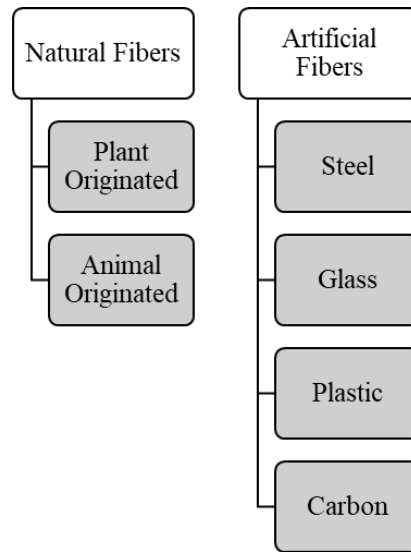 Natural Fibers
Plant
Originated
Animal
Originated
Artificial
Fibers
Steel
Glass
Plastic
Carbon